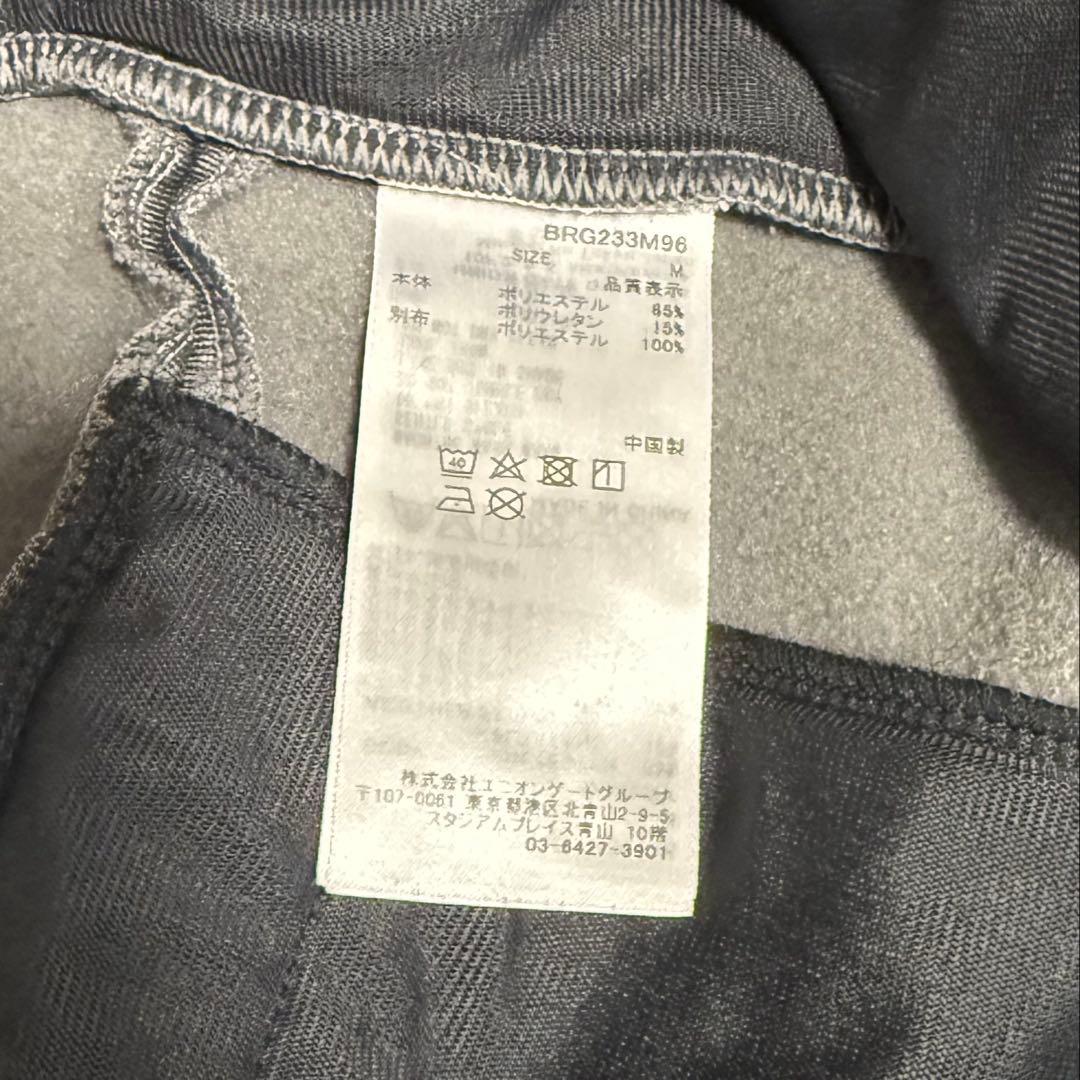 BRG233M96
SIZE M
品質表示
本体 ポリエステル 85%
ポリウレタン 15%
別布 ポリエステル 100%
中国製
40
株式会社ユニオンゲートグループ
〒107-0061 東京都港区北青山2-9-5
スタジアムプレイス青山 10階
03-6427-3901